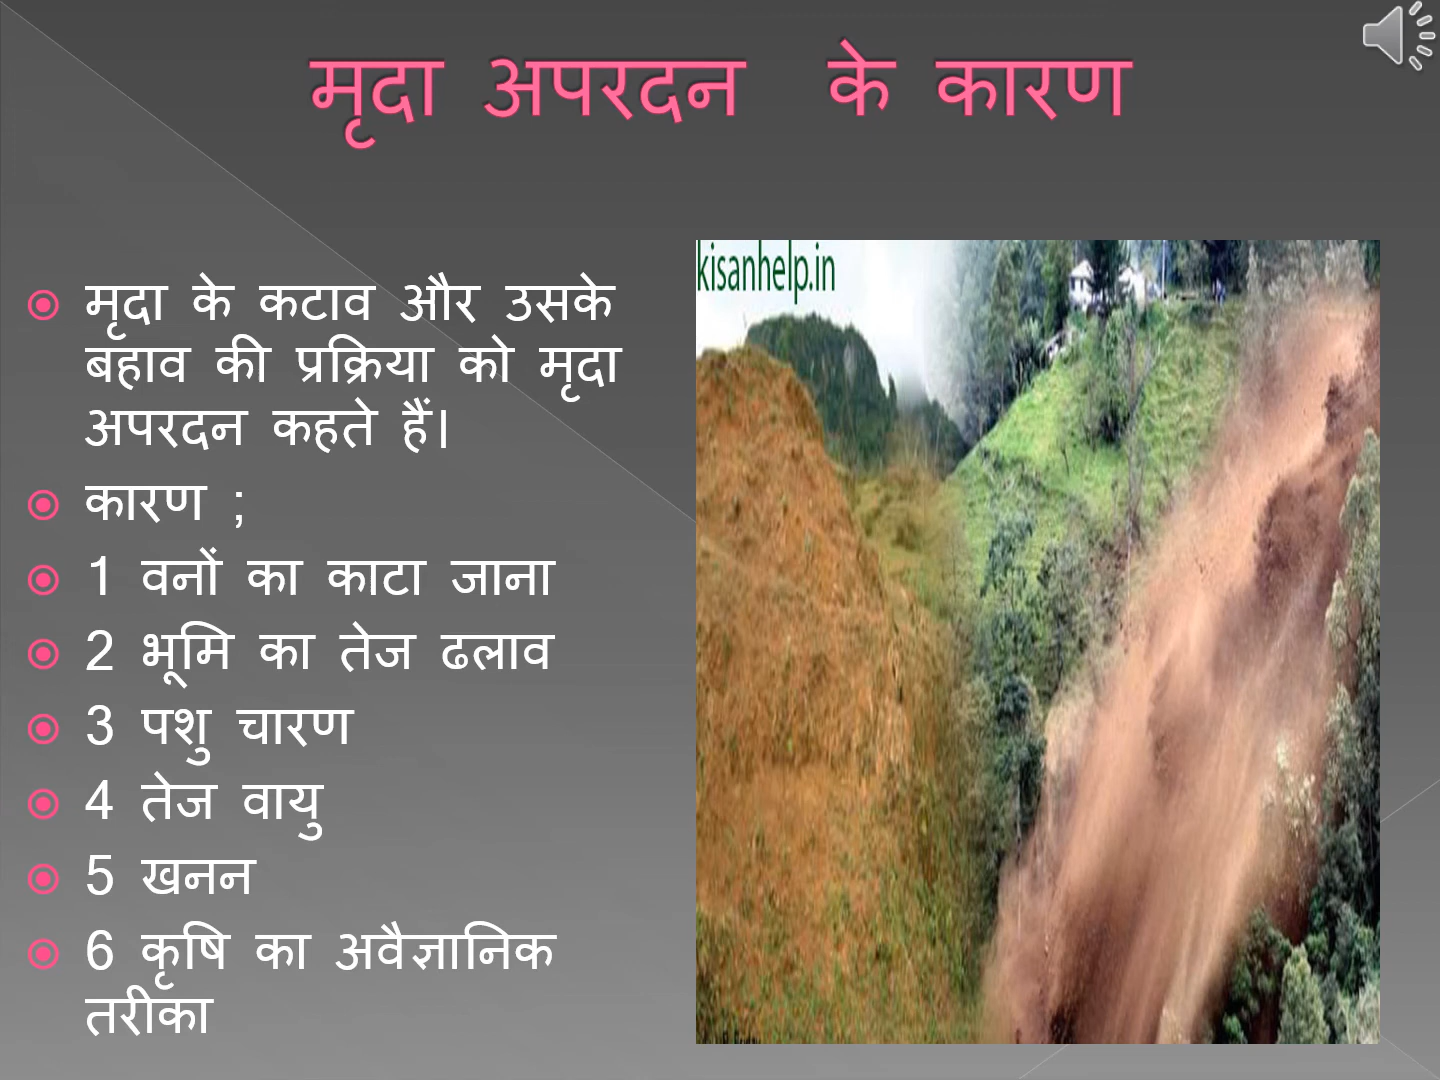 मृदा अपरदन के कारण
मृदा के कटाव और उसके
बहाव की प्रक्रिया को मृदा
अपरदन कहते हैं।
कारण ;
1 वनों का काटा जाना
2 भूमि का तेज ढलाव
3 पशु चारण
4 तेज वायु
5 खनन
6 कृषि का अवैज्ञानिक
तरीका
kisanhelp.in